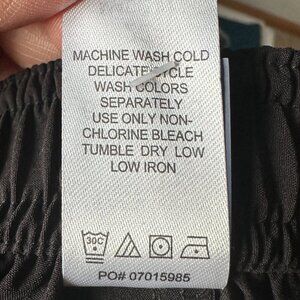 MACHINE WASH COLD
DELICATE CYCLE
WASH COLORS
SEPARATELY
USE ONLY NON-
CHLORINE BLEACH
TUMBLE DRY LOW
LOW IRON
30C
PO# 07015985